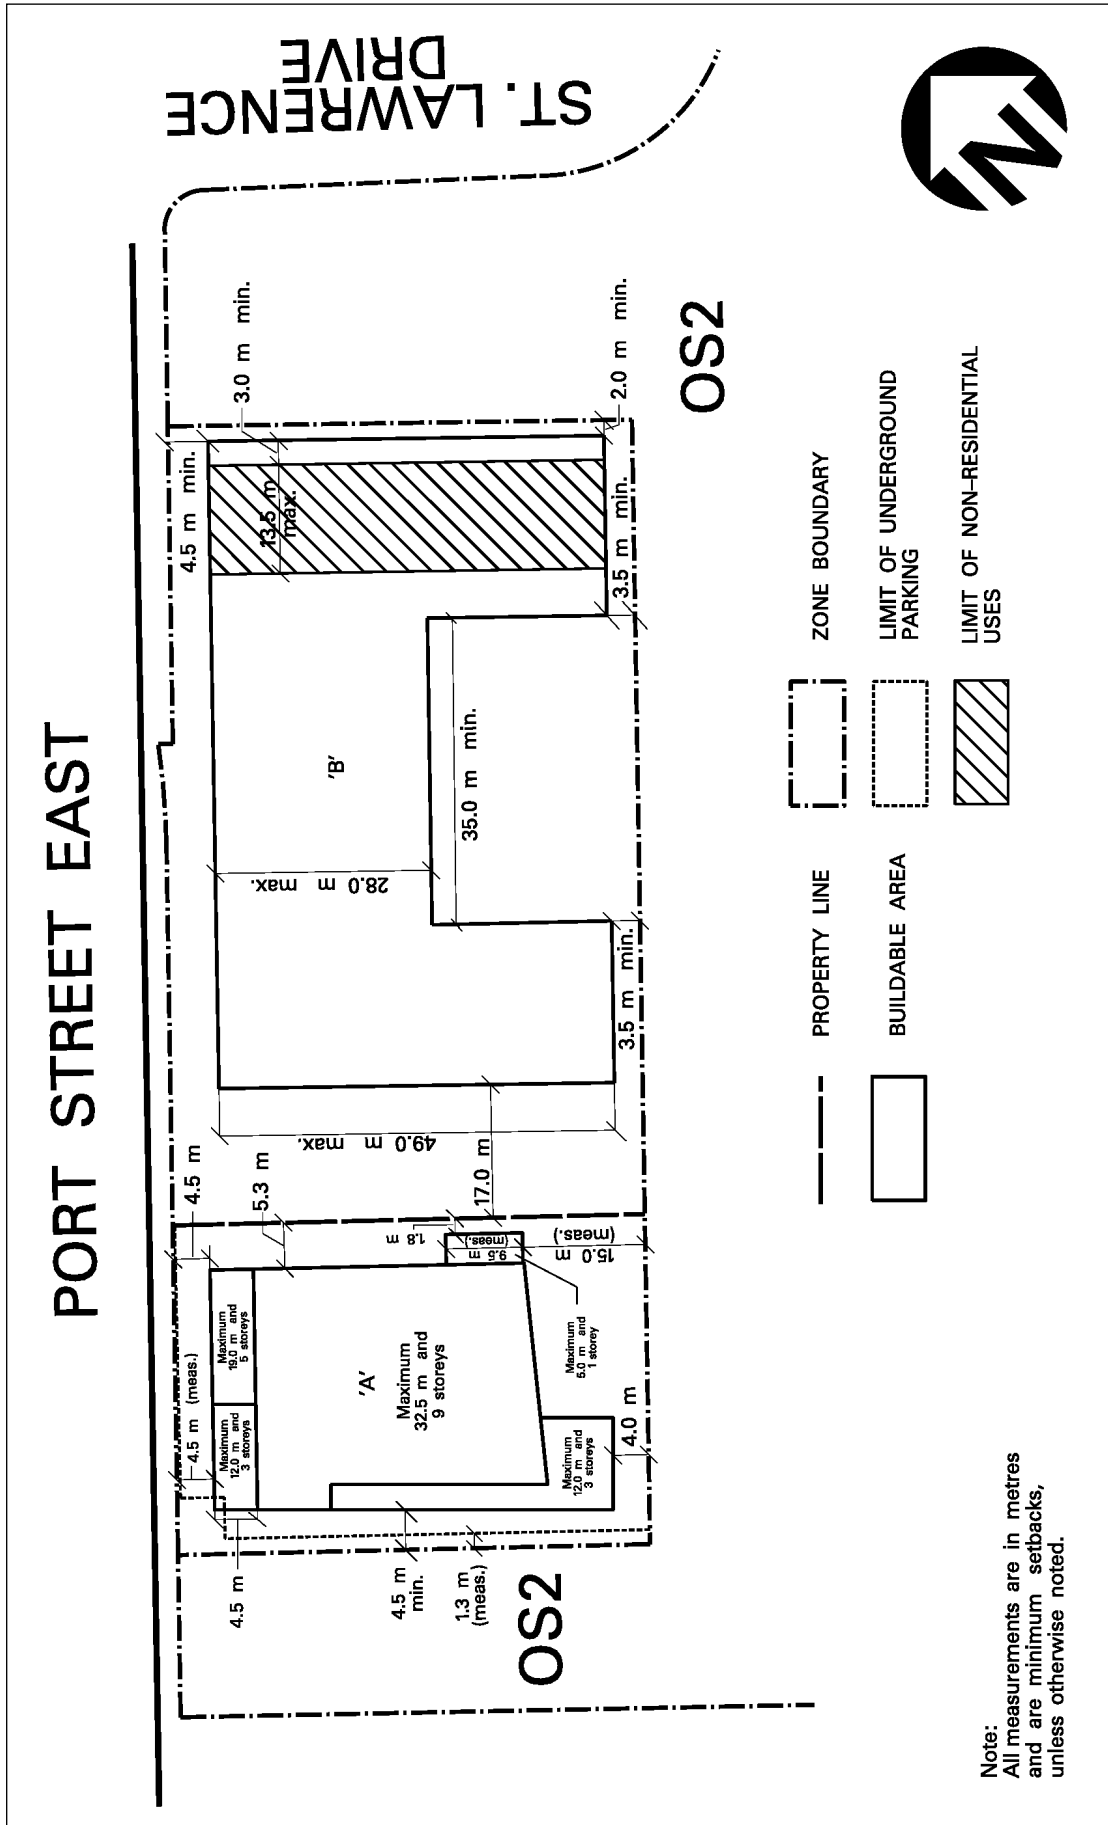 PORT STREET EAST
ST. LAWRENCE
DRIVE
4.5 m
5.3 m
4.5 m (meas.)
4.5 m
Maximum
12.0 m and
3 storeys
Maximum
19.0 m and
5 storeys
'A'
Maximum
32.5 m and
9 storeys
1.8 m
9.5 m
(meas.)
15.0 m
(meas.)
Maximum
5.0 m and
1 storey
Maximum
12.0 m and
3 storeys
4.0 m
4.5 m
min.
1.3 m
(meas.)
OS2
17.0 m
49.0 m max.
28.0 m max.
'B'
35.0 m min.
3.5 m min.
3.5 m min.
4.5 m min.
13.5 m
max.
3.0 m min.
2.0 m min.
OS2
PROPERTY LINE
BUILDABLE AREA
ZONE BOUNDARY
LIMIT OF UNDERGROUND
PARKING
LIMIT OF NON-RESIDENTIAL
USES
Note:
All measurements are in metres
and are minimum setbacks,
unless otherwise noted.
N